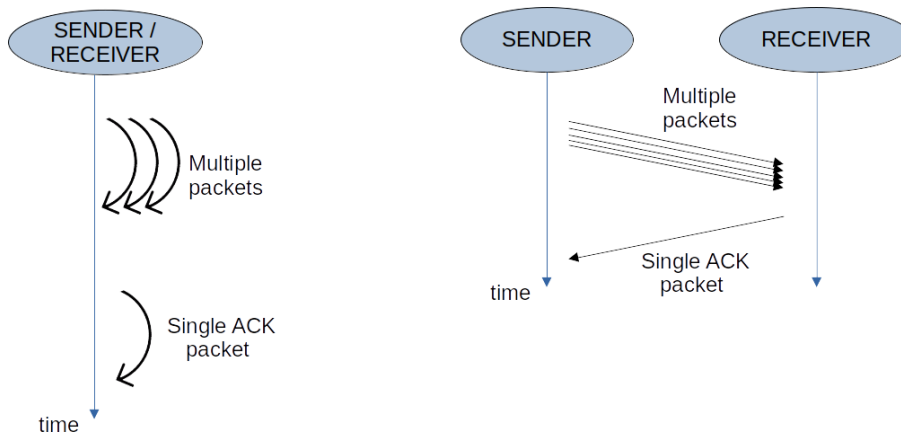 SENDER /
RECEIVER
Multiple
packets
Single ACK
packet
time
SENDER
RECEIVER
Multiple
packets
Single ACK
packet
time